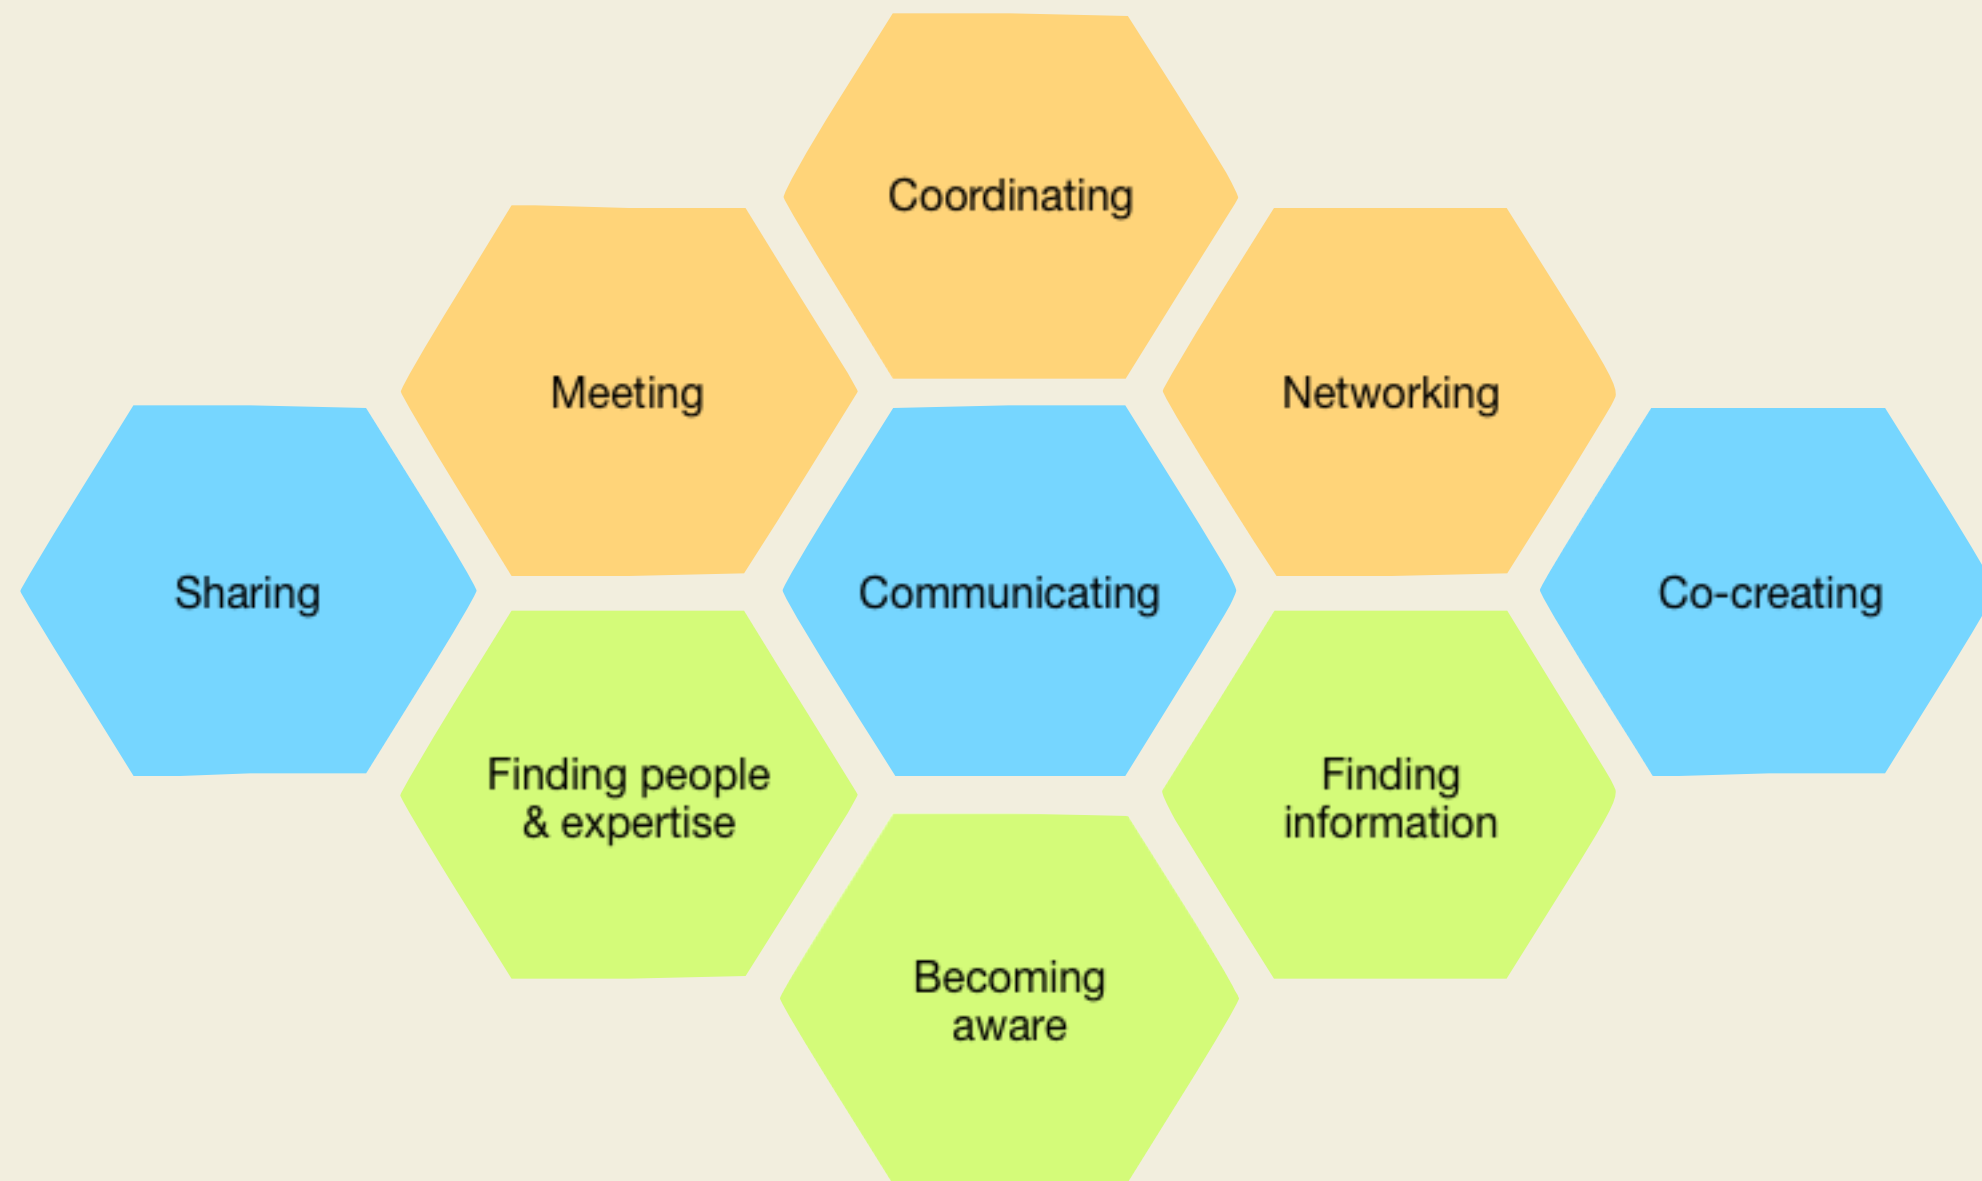 Coordinating
Meeting
Networking
Sharing
Communicating
Co-creating
Finding people
& expertise
Finding
information
Becoming
aware